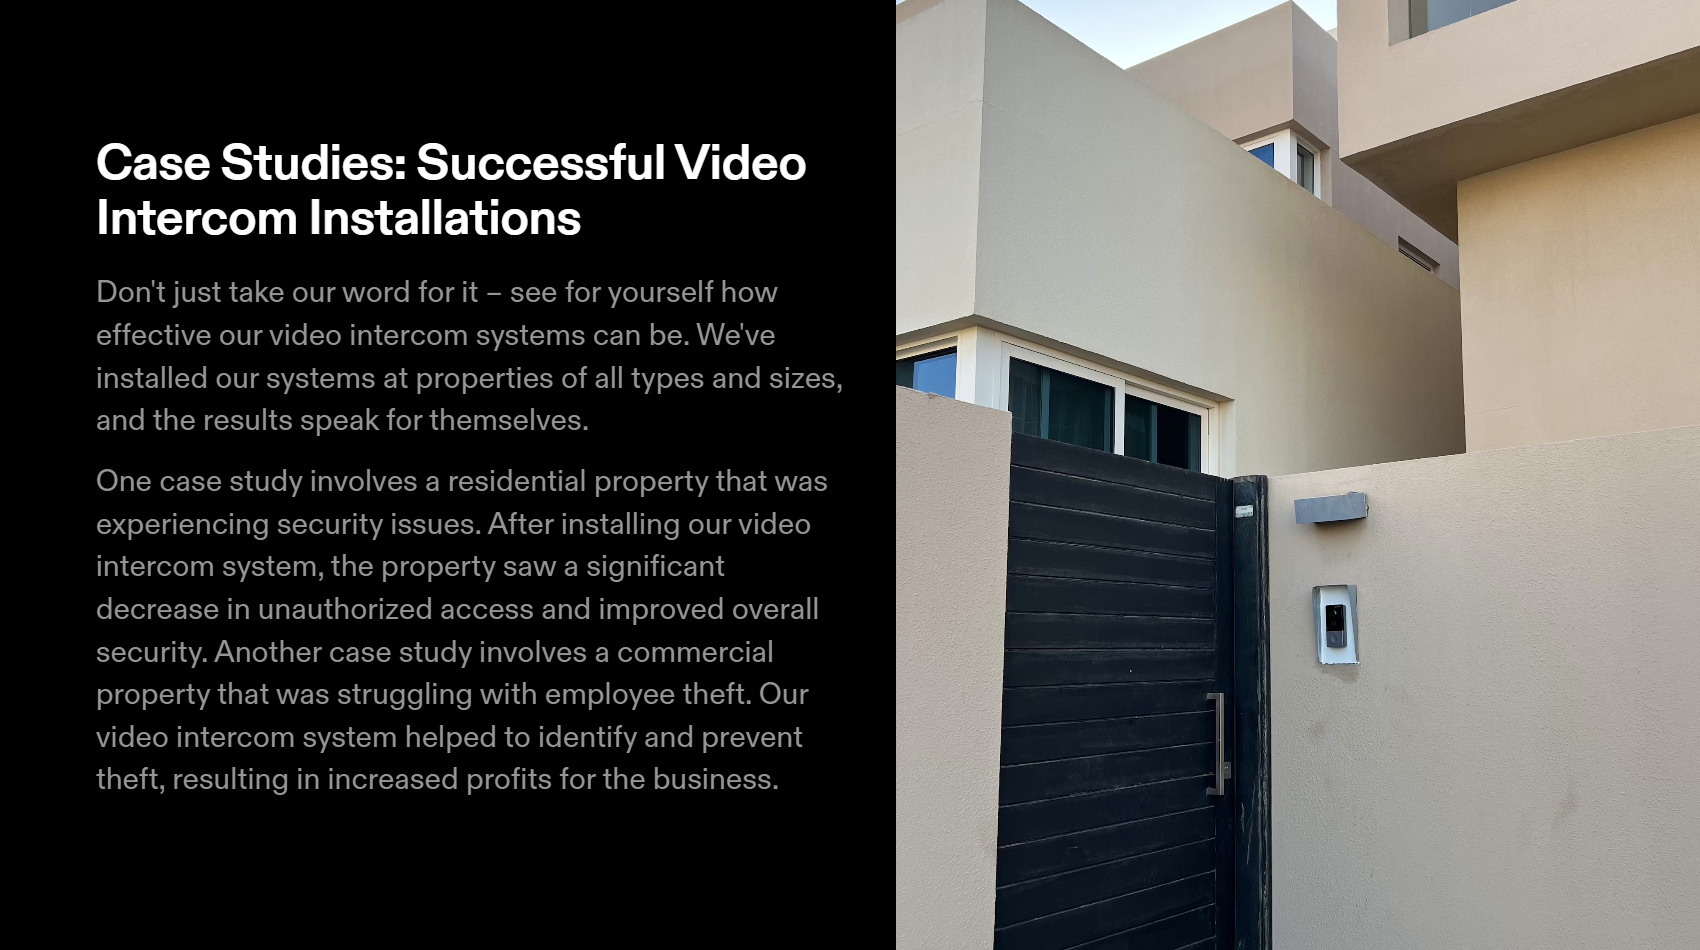 Case Studies: Successful Video
Intercom Installations
Don't just take our word for it – see for yourself how
effective our video intercom systems can be. We've
installed our systems at properties of all types and sizes,
and the results speak for themselves.
One case study involves a residential property that was
experiencing security issues. After installing our video
intercom system, the property saw a significant
decrease in unauthorized access and improved overall
security. Another case study involves a commercial
property that was struggling with employee theft. Our
video intercom system helped to identify and prevent
theft, resulting in increased profits for the business.